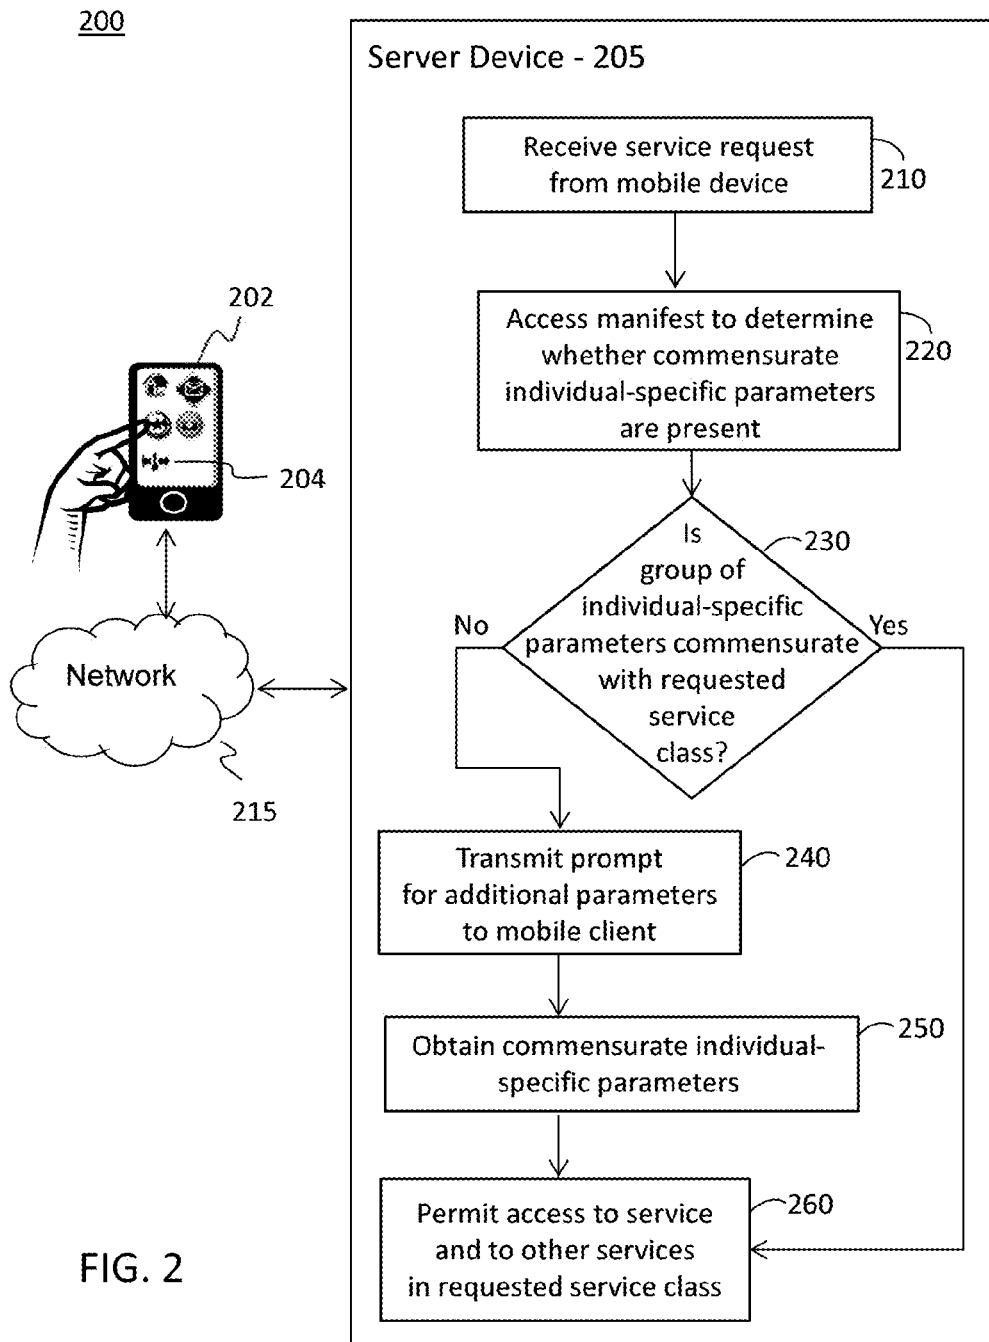 200
Server Device - 205
Receive service request
from mobile device
210
Access manifest to determine
whether commensurate
individual-specific parameters
are present
220
202
204
Is
group of
individual-specific
parameters commensurate
with requested
service
class?
230
No
Yes
Network
215
Transmit prompt
for additional parameters
to mobile client
240
Obtain commensurate individual-
specific parameters
250
Permit access to service
and to other services
in requested service class
260
FIG. 2